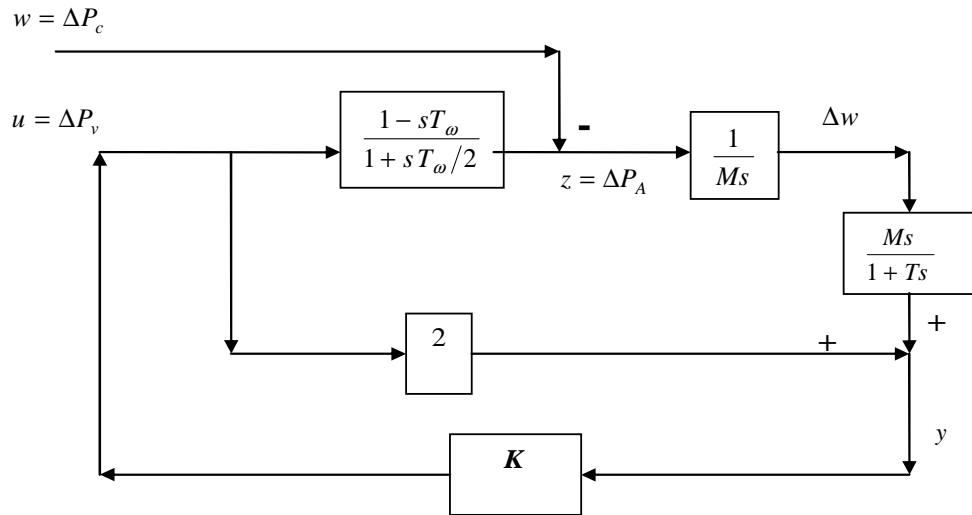 w = ΔP_c
u = ΔP_v
1 − sT_ω
1 + sT_ω/2
-
z = ΔP_A
1
Ms
Δw
Ms
1 + Ts
+
2
+
y
K